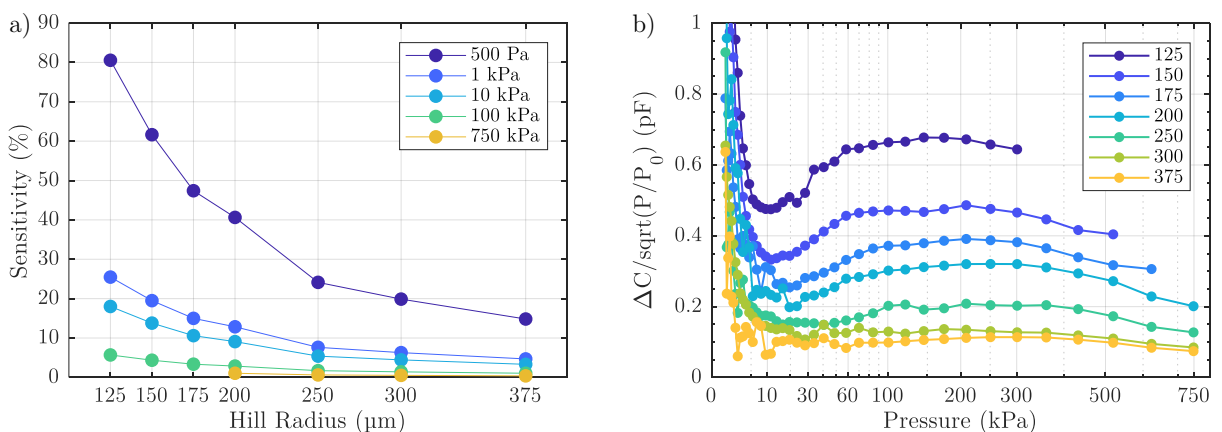 a)
Sensitivity (%)
90
80
70
60
50
40
30
20
10
0
125 150 175 200 250 300 375
Hill Radius (µm)
500 Pa
1 kPa
10 kPa
100 kPa
750 kPa
b)
ΔC/sqrt(P/P₀) (pF)
1
0.8
0.6
0.4
0.2
0
0 10 30 60 100 200 300 500 750
Pressure (kPa)
125
150
175
200
250
300
375